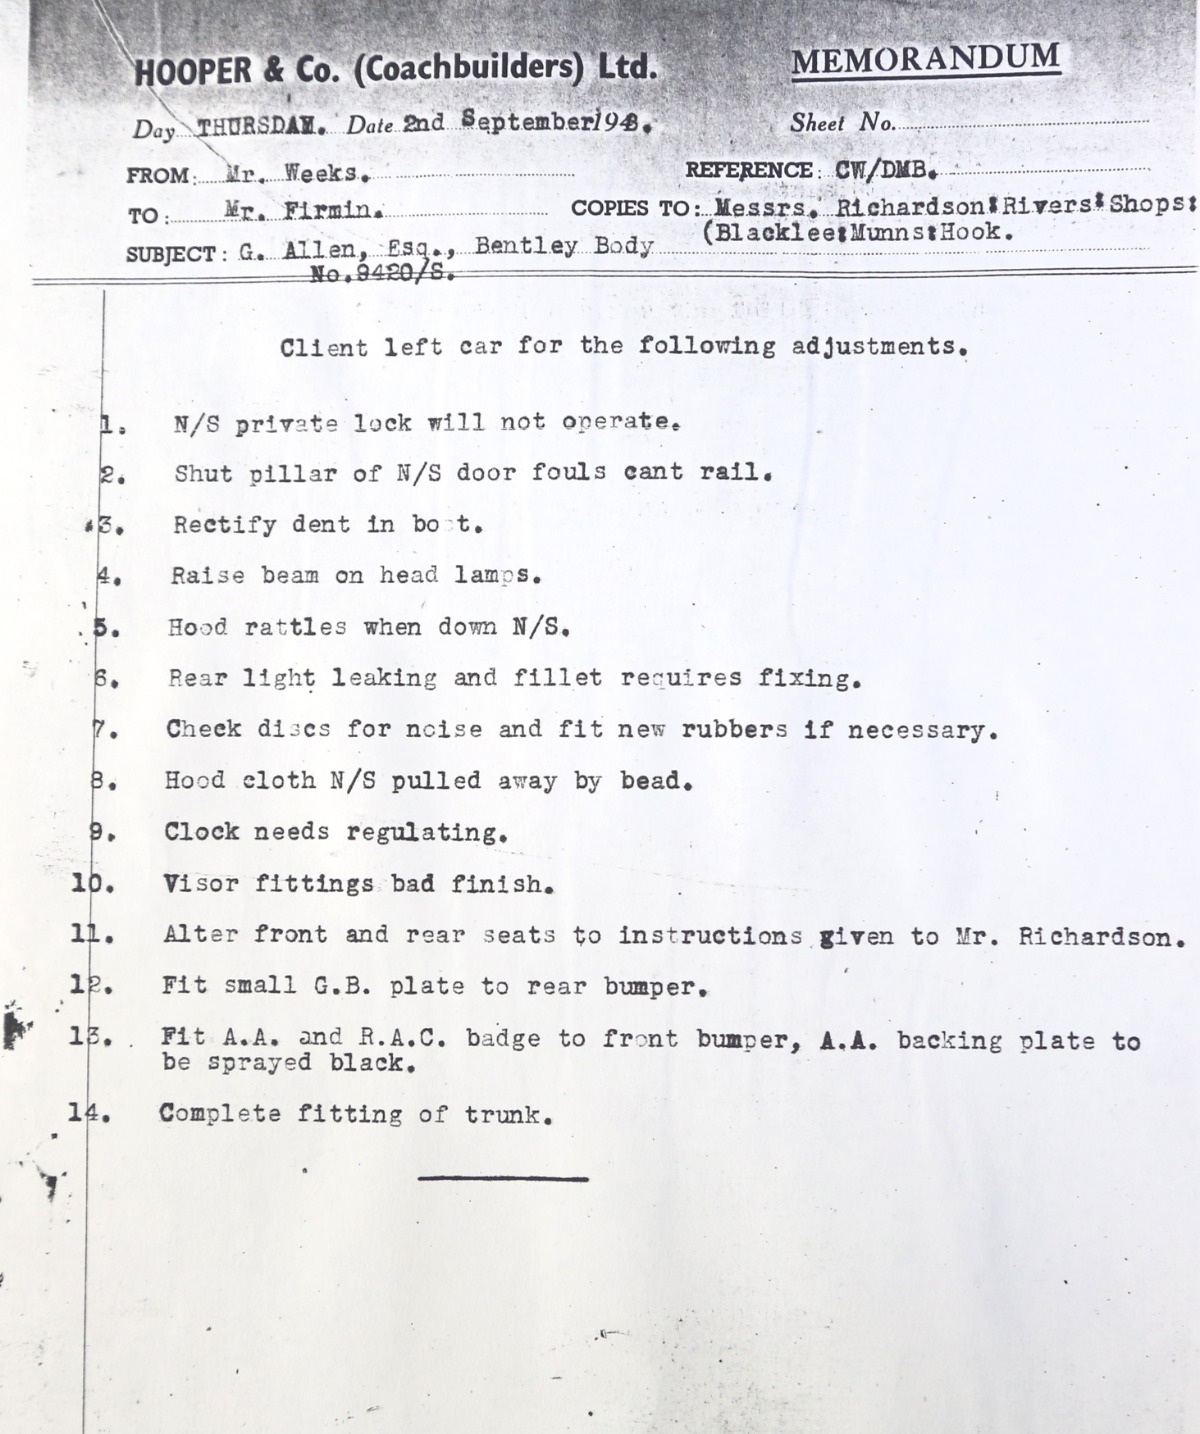 HOOPER & Co. (Coachbuilders) Ltd. MEMORANDUM
Day THURSDAY. Date 2nd September 1948. Sheet No.
FROM: Mr. Weeks. REFERENCE: CW/DMB.
TO: Mr. Firmin. COPIES TO: Messrs. Richardson:Rivers:Shops:
(Blacklee:Munns:Hook.
SUBJECT: G. Allen, Esq., Bentley Body
No.9420/S.
Client left car for the following adjustments.
1. N/S private lock will not operate.
2. Shut pillar of N/S door fouls cant rail.
3. Rectify dent in boot.
4. Raise beam on head lamps.
5. Hood rattles when down N/S.
6. Rear light leaking and fillet requires fixing.
7. Check discs for noise and fit new rubbers if necessary.
8. Hood cloth N/S pulled away by bead.
9. Clock needs regulating.
10. Visor fittings bad finish.
11. Alter front and rear seats to instructions given to Mr. Richardson.
12. Fit small G.B. plate to rear bumper.
13. Fit A.A. and R.A.C. badge to front bumper, A.A. backing plate to
be sprayed black.
14. Complete fitting of trunk.